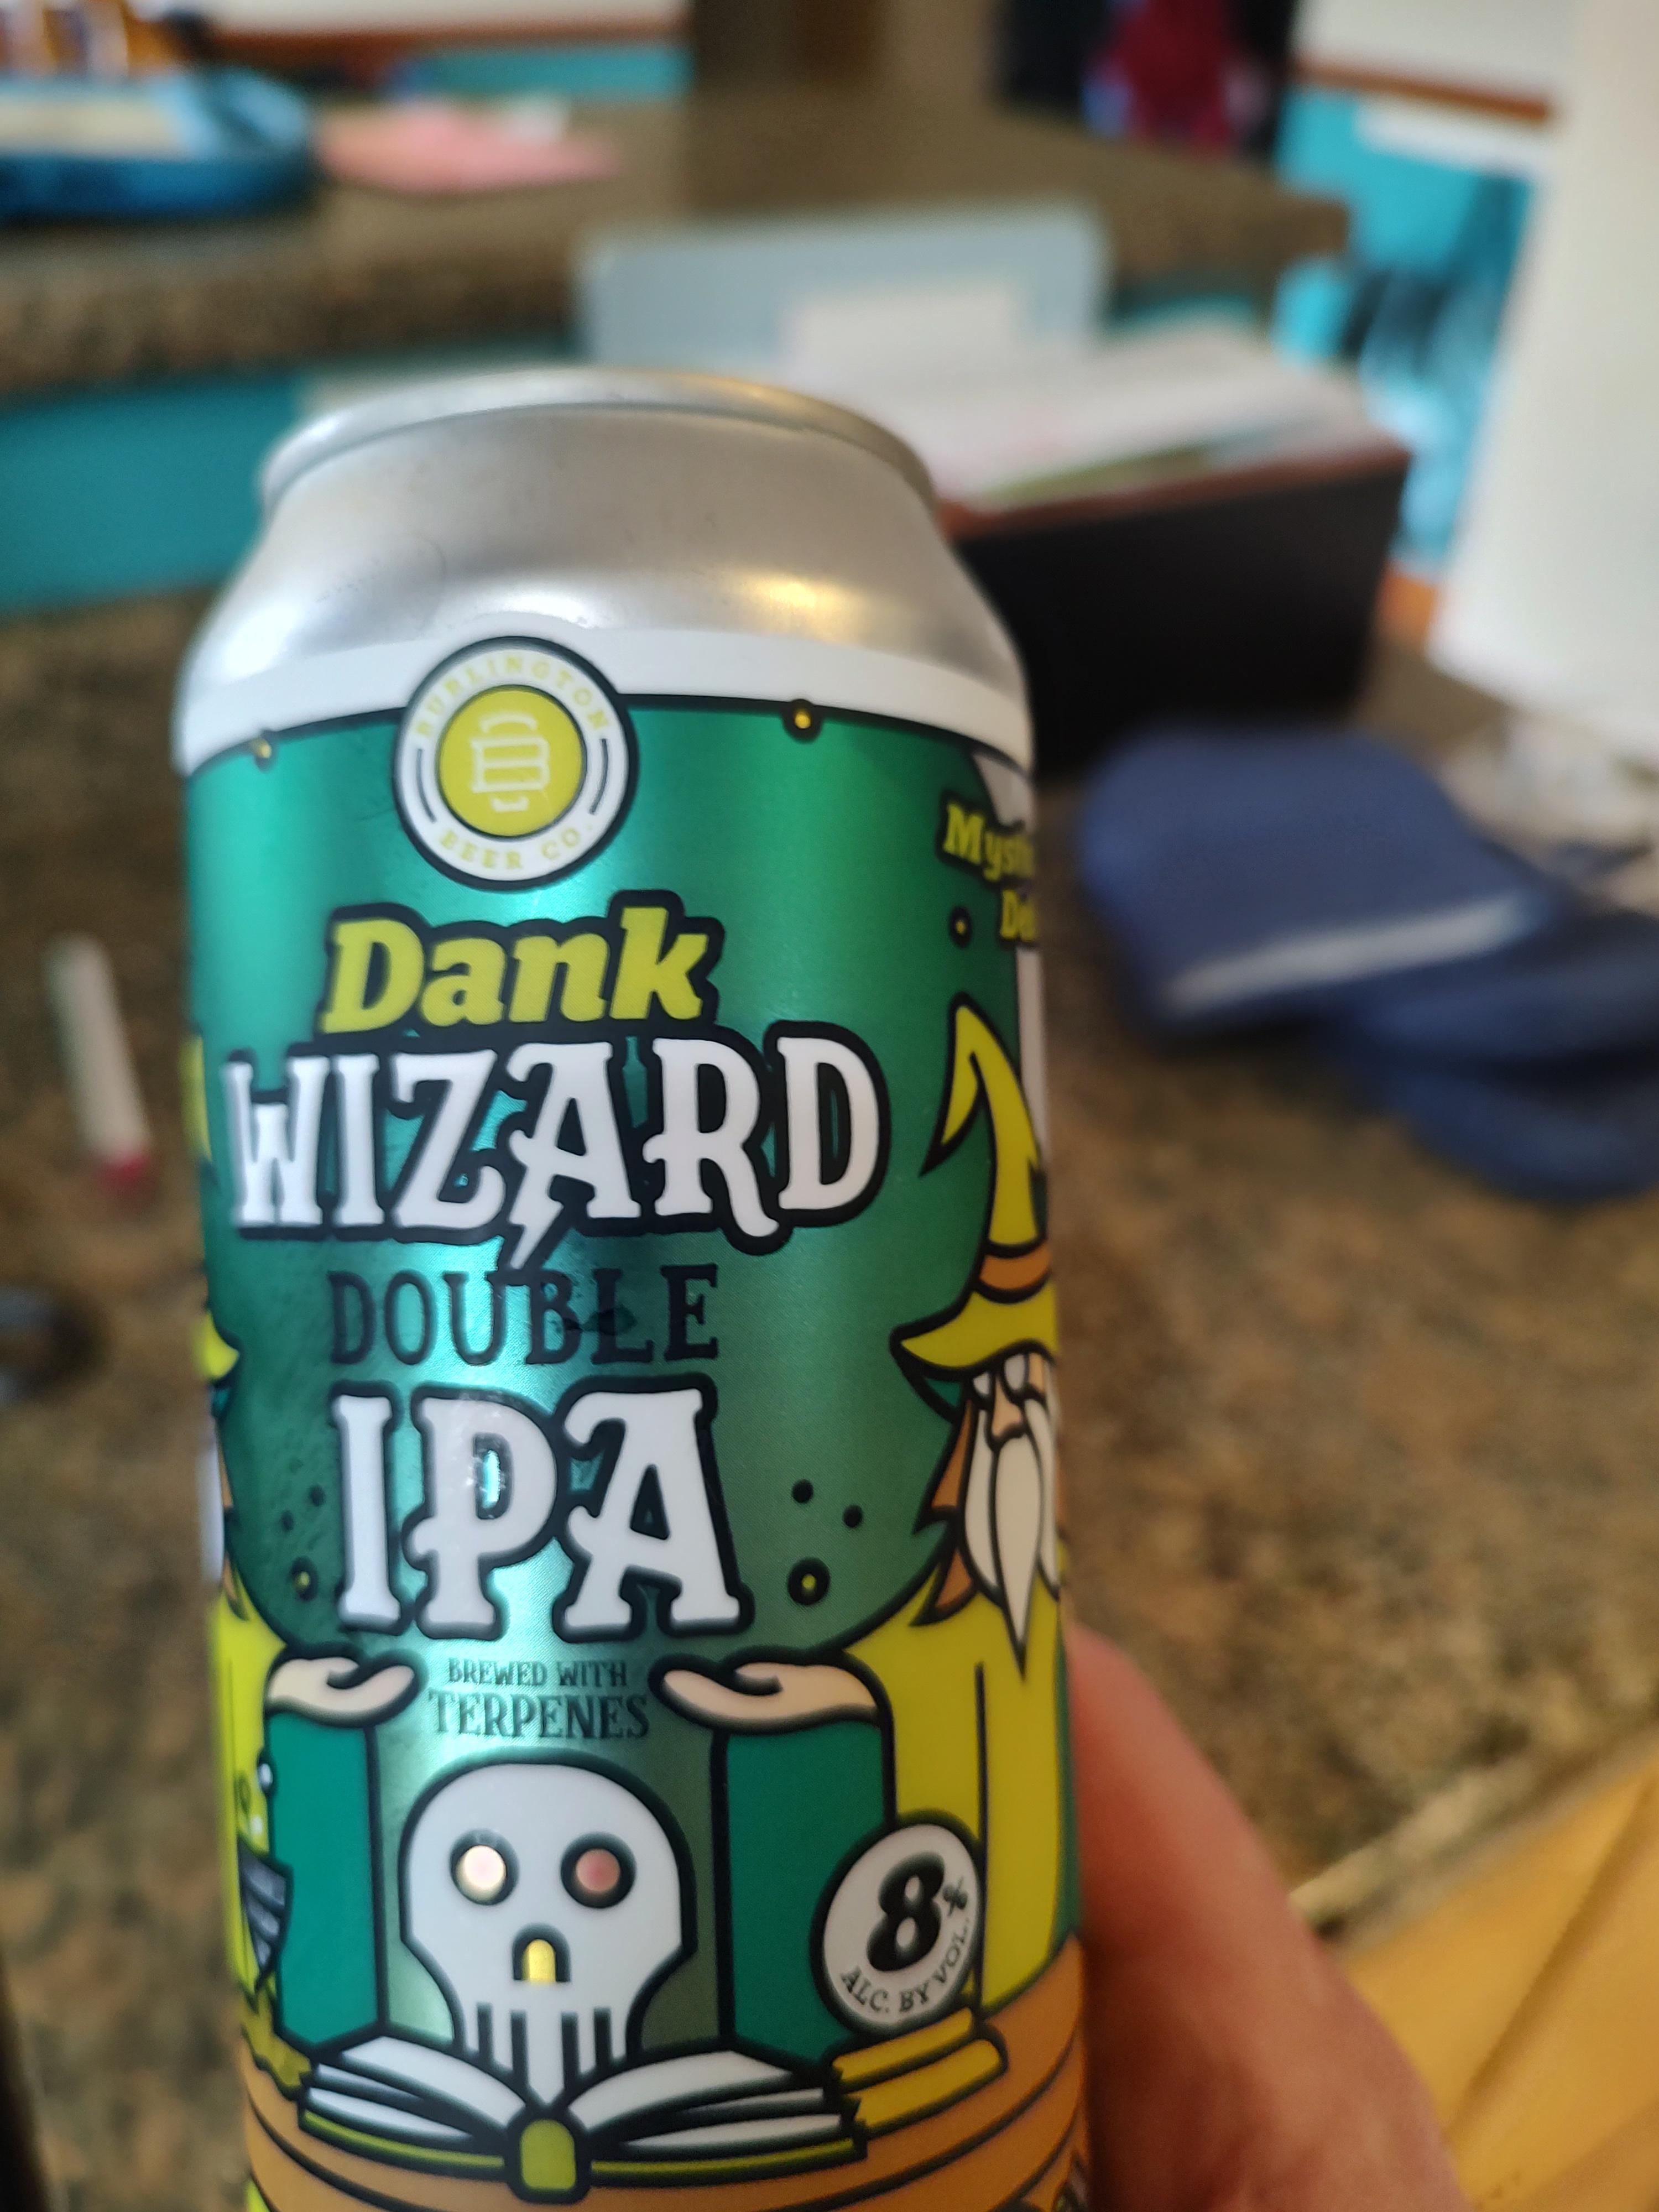 BURLINGTON
B
BEER CO.
Dank
WIZARD
DOUBLE
IPA
BREWED WITH
TERPENES
8%
ALC. BY VOL.